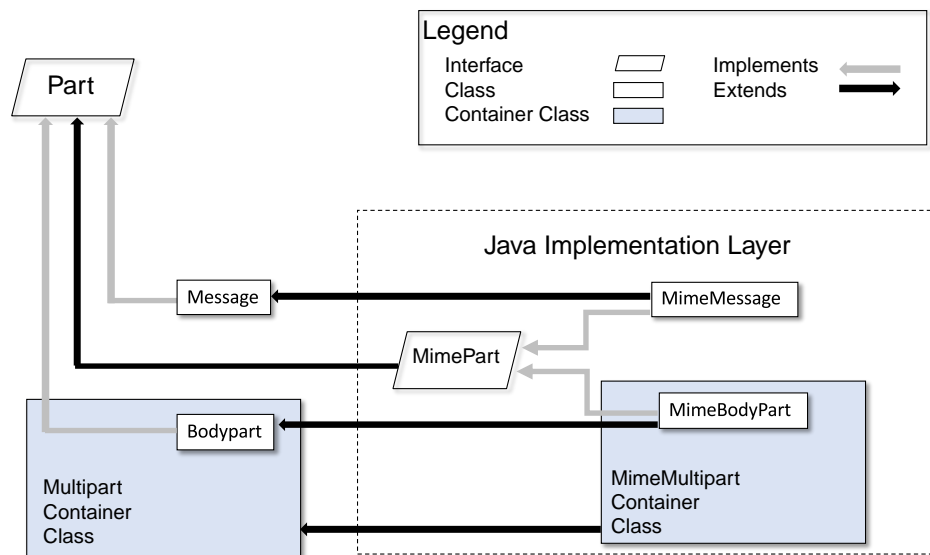 Legend
Interface
Implements
Class
Extends
Container Class
Part
Java Implementation Layer
Message
MimeMessage
MimePart
MimeBodyPart
Bodypart
Multipart
Container
Class
MimeMultipart
Container
Class